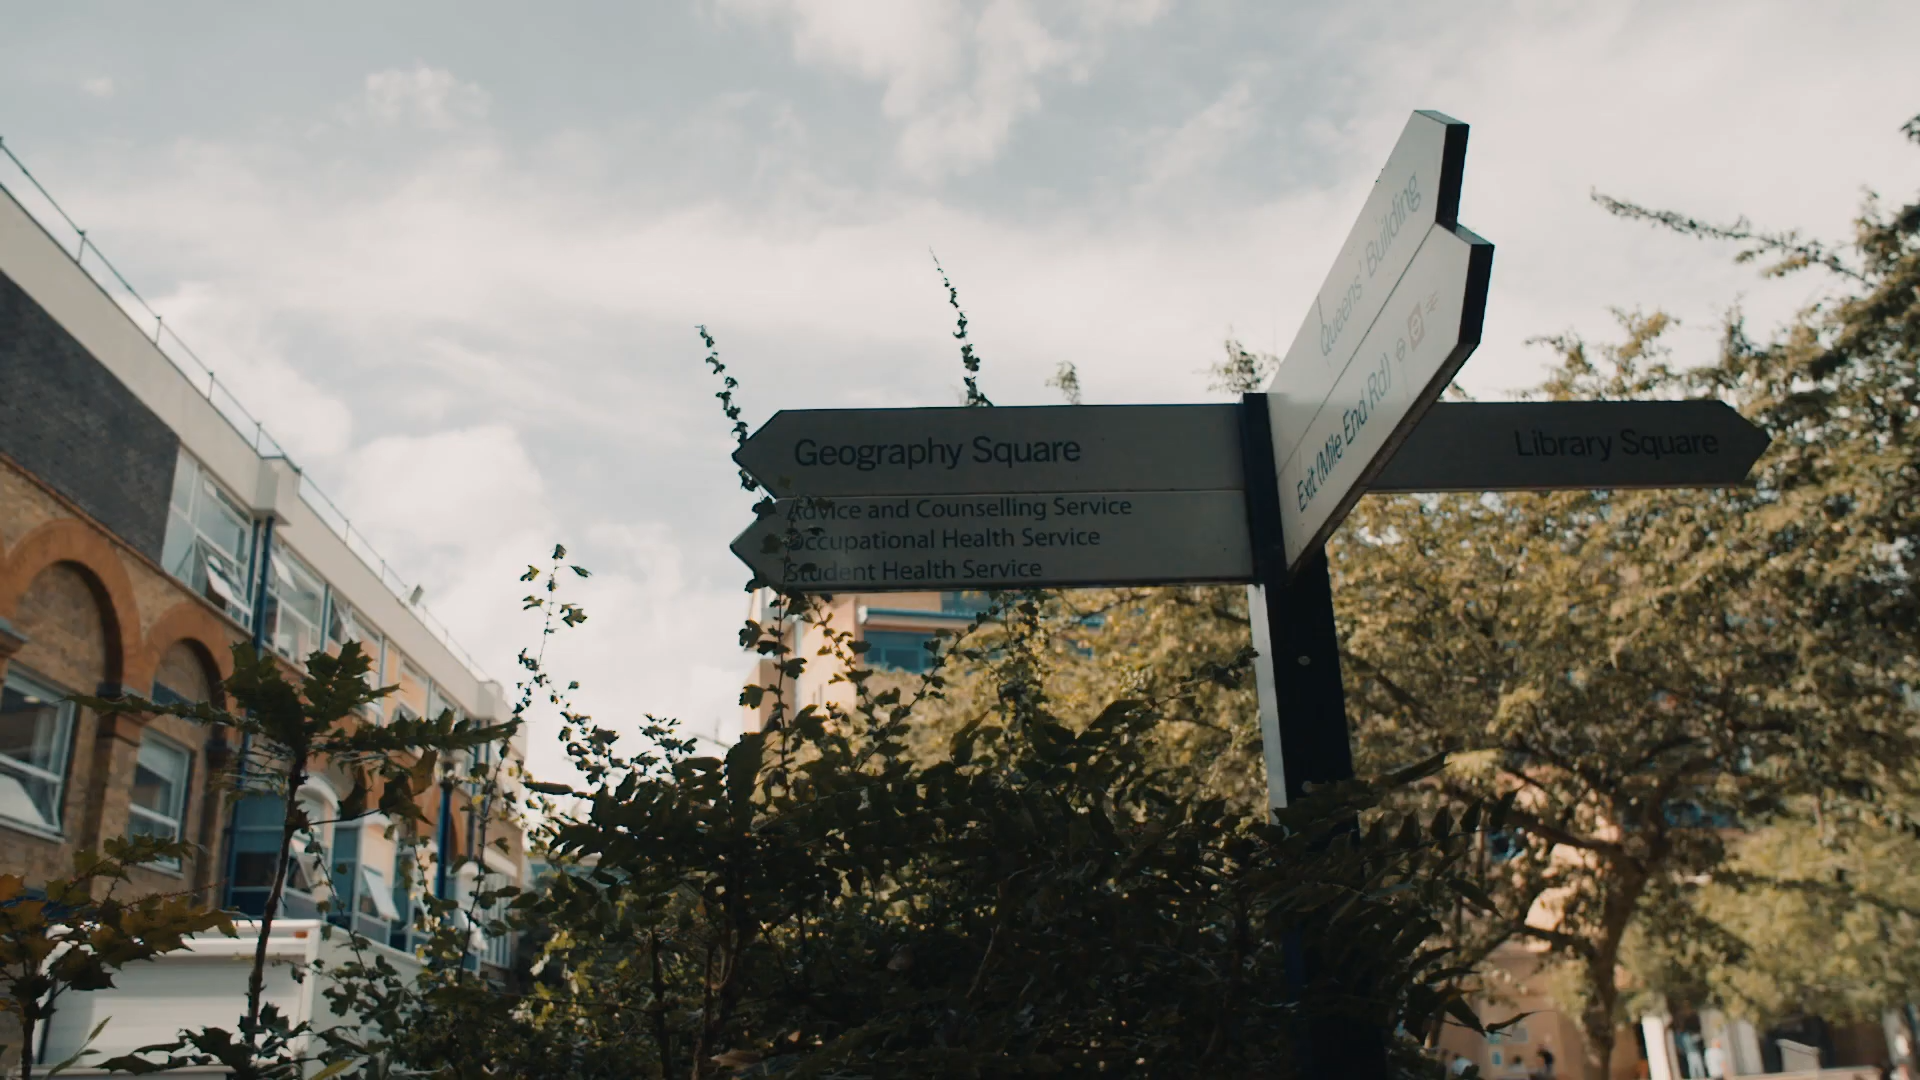 Queens' Building
Exit (Mile End Rd)
Geography Square
Advice and Counselling Service
Occupational Health Service
Student Health Service
Library Square